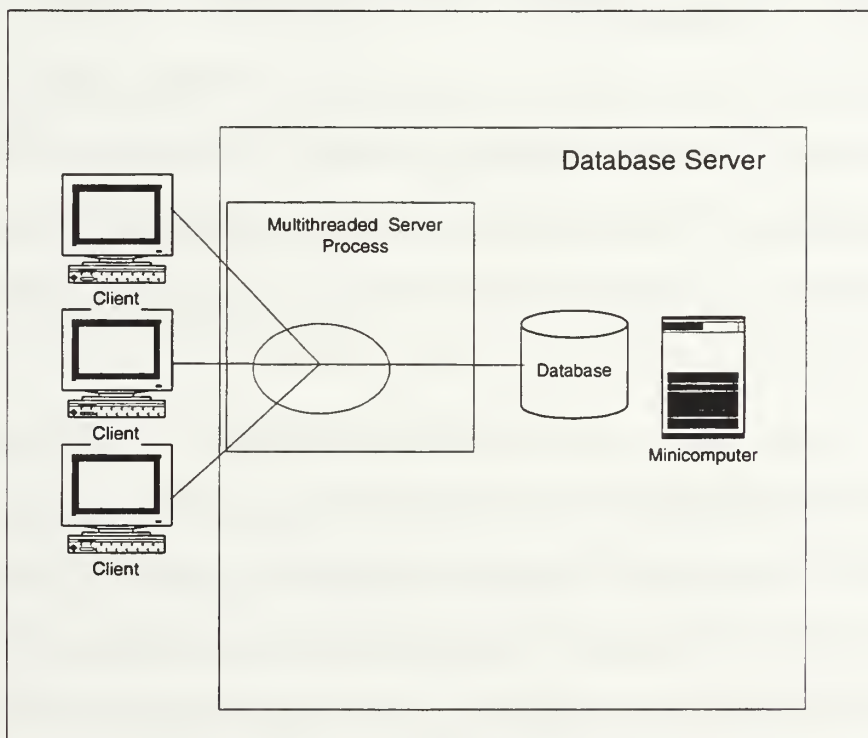 Database Server
Multithreaded Server
Process
Client
Client
Client
Database
Minicomputer